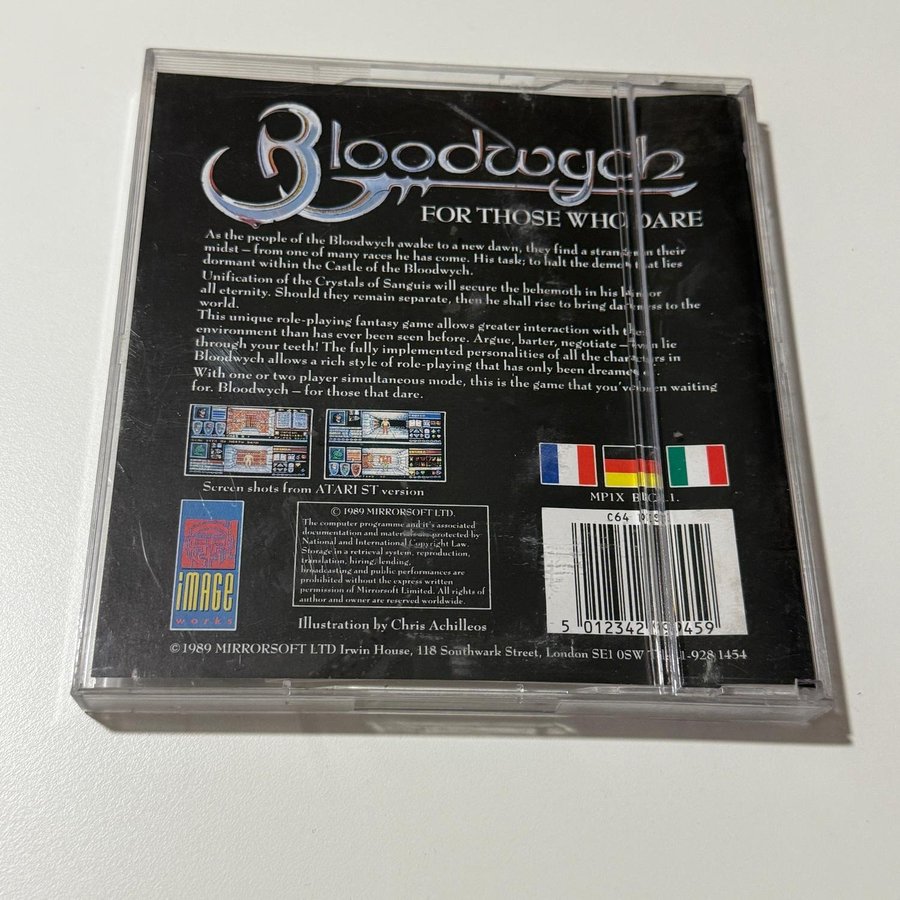 Bloodwych
FOR THOSE WHO DARE
As the people of the Bloodwych awake to a new dawn, they find a stranger in their
midst – from one of many races he has come. His task; to halt the demon that lies
dormant within the Castle of the Bloodwych.
Unification of the Crystals of Sanguis will secure the behemoth in his for
all eternity. Should they remain separate, then he shall rise to bring darkness to the
world.
This unique role-playing fantasy game allows greater interaction with the
environment than has ever been seen before. Argue, barter, negotiate – even lie
through your teeth! The fully implemented personalities of all the characters in
Bloodwych allows a rich style of role-playing that has only been dreamed of.
With one or two player simultaneous mode, this is the game that you've been waiting
for. Bloodwych – for those that dare.
Screen shots from ATARI ST version
MP1X
C64
5 012342 9459
© 1989 MIRRORSOFT LTD.
The computer programme and it's associated
documentation and materials are protected by
National and International Copyright Law.
Storage in a retrieval system, reproduction,
translation, hiring, lending,
broadcasting and public performances are
prohibited without the express written
permission of Mirrorsoft Limited. All rights of
author and owner are reserved worldwide.
iMAGE
works
Illustration by Chris Achilleos
© 1989 MIRRORSOFT LTD Irwin House, 118 Southwark Street, London SE1 0SW 928 1454